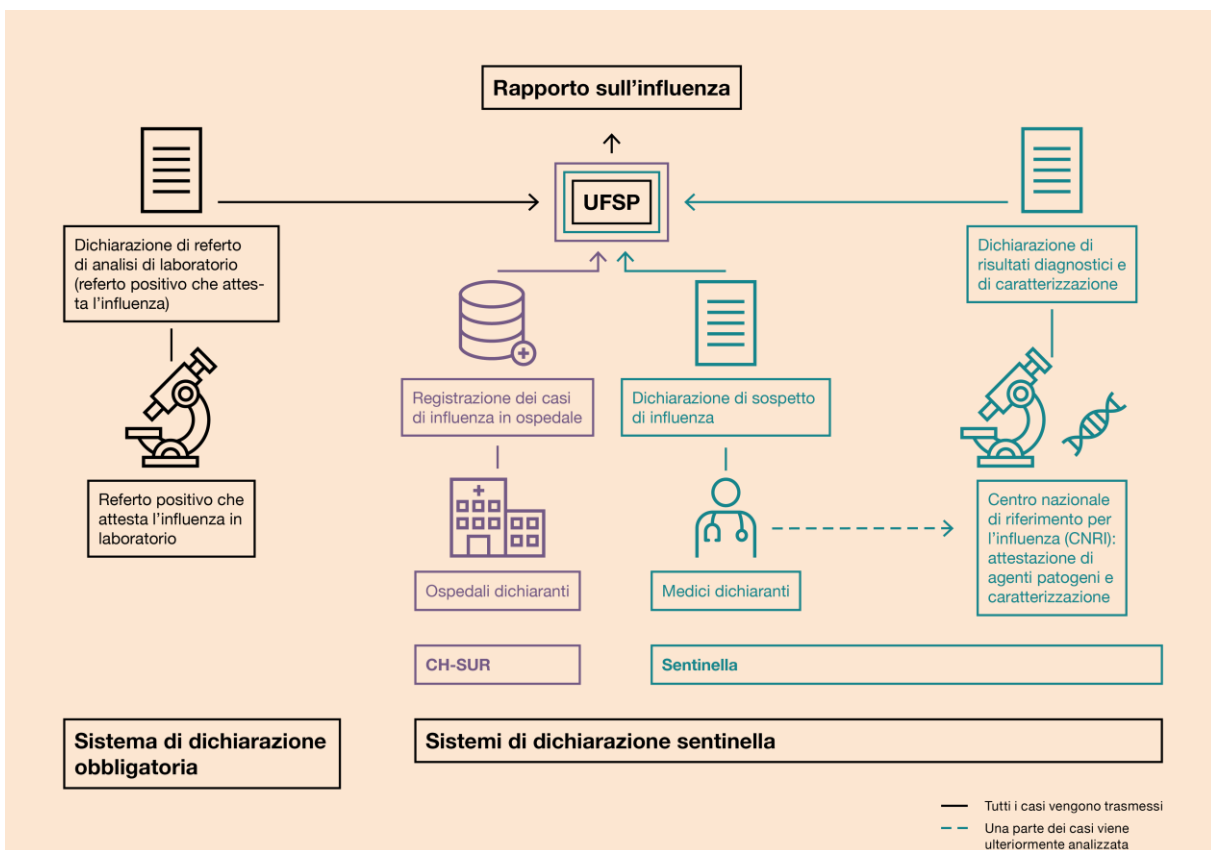 Rapporto sull’influenza
UFSP
Dichiarazione di referto
di analisi di laboratorio
(referto positivo che attes-
ta l’influenza)
Dichiarazione di
risultati diagnostici e
di caratterizzazione
Registrazione dei casi
di influenza in ospedale
Dichiarazione di sospetto
di influenza
Referto positivo che
attesta l’influenza in
laboratorio
Centro nazionale
di riferimento per
l’influenza (CNRI):
attestazione di
agenti patogeni e
caratterizzazione
Ospedali dichiaranti
Medici dichiaranti
CH-SUR
Sentinella
Sistema di dichiarazione
obbligatoria
Sistemi di dichiarazione sentinella
Tutti i casi vengono trasmessi
Una parte dei casi viene
ulteriormente analizzata